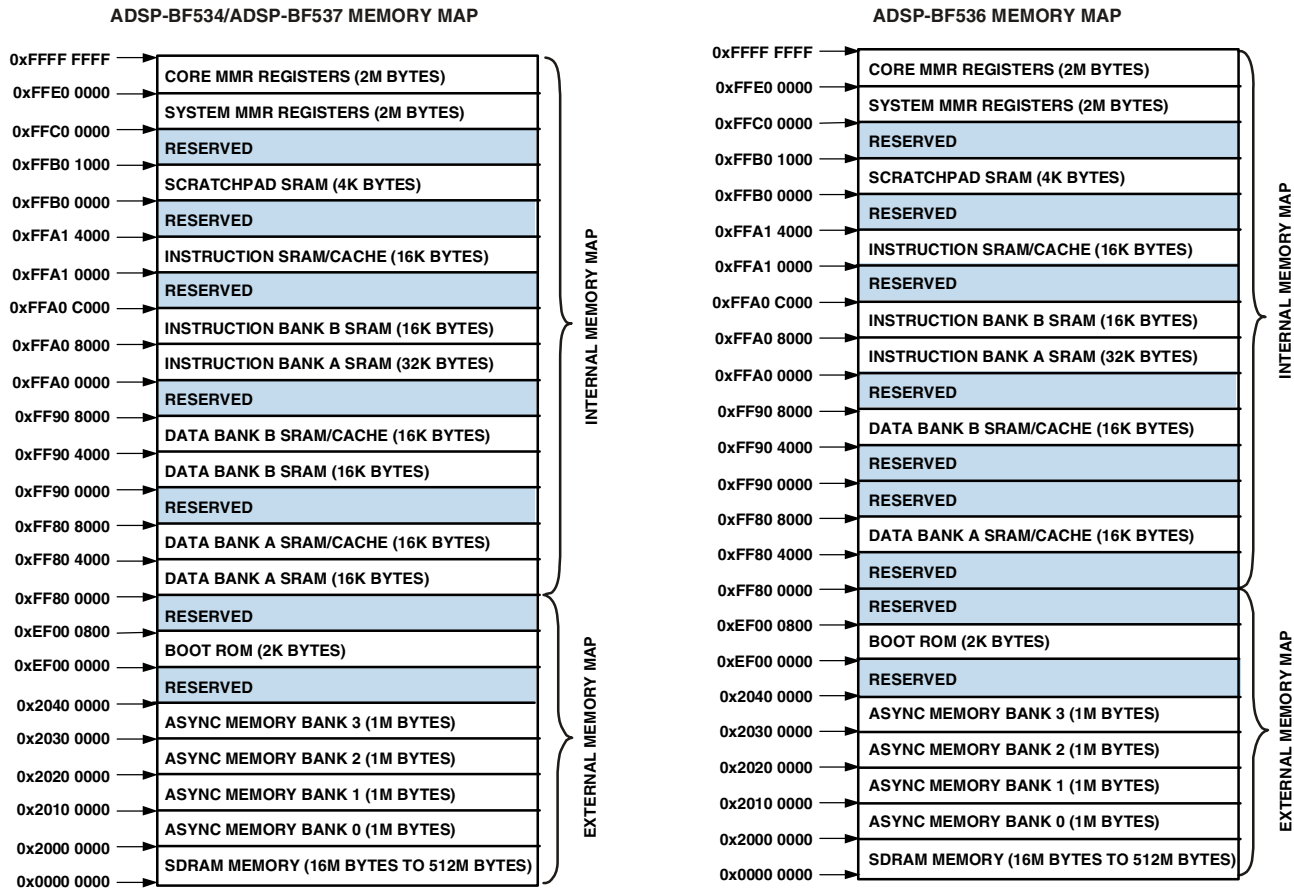 ADSP-BF534/ADSP-BF537 MEMORY MAP
0xFFFF FFFF
CORE MMR REGISTERS (2M BYTES)
0xFFE0 0000
SYSTEM MMR REGISTERS (2M BYTES)
0xFFC0 0000
RESERVED
0xFFB0 1000
SCRATCHPAD SRAM (4K BYTES)
0xFFB0 0000
RESERVED
0xFFA1 4000
INSTRUCTION SRAM/CACHE (16K BYTES)
0xFFA1 0000
RESERVED
0xFFA0 C000
INSTRUCTION BANK B SRAM (16K BYTES)
0xFFA0 8000
INSTRUCTION BANK A SRAM (32K BYTES)
0xFFA0 0000
RESERVED
0xFF90 8000
DATA BANK B SRAM/CACHE (16K BYTES)
0xFF90 4000
DATA BANK B SRAM (16K BYTES)
0xFF90 0000
RESERVED
0xFF80 8000
DATA BANK A SRAM/CACHE (16K BYTES)
0xFF80 4000
DATA BANK A SRAM (16K BYTES)
0xFF80 0000
RESERVED
0xEF00 0800
BOOT ROM (2K BYTES)
0xEF00 0000
RESERVED
0x2040 0000
ASYNC MEMORY BANK 3 (1M BYTES)
0x2030 0000
ASYNC MEMORY BANK 2 (1M BYTES)
0x2020 0000
ASYNC MEMORY BANK 1 (1M BYTES)
0x2010 0000
ASYNC MEMORY BANK 0 (1M BYTES)
0x2000 0000
SDRAM MEMORY (16M BYTES TO 512M BYTES)
0x0000 0000
INTERNAL MEMORY MAP
EXTERNAL MEMORY MAP
ADSP-BF536 MEMORY MAP
0xFFFF FFFF
CORE MMR REGISTERS (2M BYTES)
0xFFE0 0000
SYSTEM MMR REGISTERS (2M BYTES)
0xFFC0 0000
RESERVED
0xFFB0 1000
SCRATCHPAD SRAM (4K BYTES)
0xFFB0 0000
RESERVED
0xFFA1 4000
INSTRUCTION SRAM/CACHE (16K BYTES)
0xFFA1 0000
RESERVED
0xFFA0 C000
INSTRUCTION BANK B SRAM (16K BYTES)
0xFFA0 8000
INSTRUCTION BANK A SRAM (32K BYTES)
0xFFA0 0000
RESERVED
0xFF90 8000
DATA BANK B SRAM/CACHE (16K BYTES)
0xFF90 4000
RESERVED
0xFF90 0000
RESERVED
0xFF80 8000
DATA BANK A SRAM/CACHE (16K BYTES)
0xFF80 4000
RESERVED
0xFF80 0000
RESERVED
0xEF00 0800
BOOT ROM (2K BYTES)
0xEF00 0000
RESERVED
0x2040 0000
ASYNC MEMORY BANK 3 (1M BYTES)
0x2030 0000
ASYNC MEMORY BANK 2 (1M BYTES)
0x2020 0000
ASYNC MEMORY BANK 1 (1M BYTES)
0x2010 0000
ASYNC MEMORY BANK 0 (1M BYTES)
0x2000 0000
SDRAM MEMORY (16M BYTES TO 512M BYTES)
0x0000 0000
INTERNAL MEMORY MAP
EXTERNAL MEMORY MAP